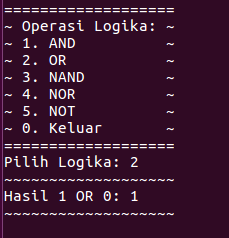 ===================
~ Operasi Logika: ~
~ 1. AND          ~
~ 2. OR           ~
~ 3. NAND         ~
~ 4. NOR          ~
~ 5. NOT          ~
~ 0. Keluar       ~
===================
Pilih Logika: 2
~~~~~~~~~~~~~~~~~~~
Hasil 1 OR 0: 1
~~~~~~~~~~~~~~~~~~~